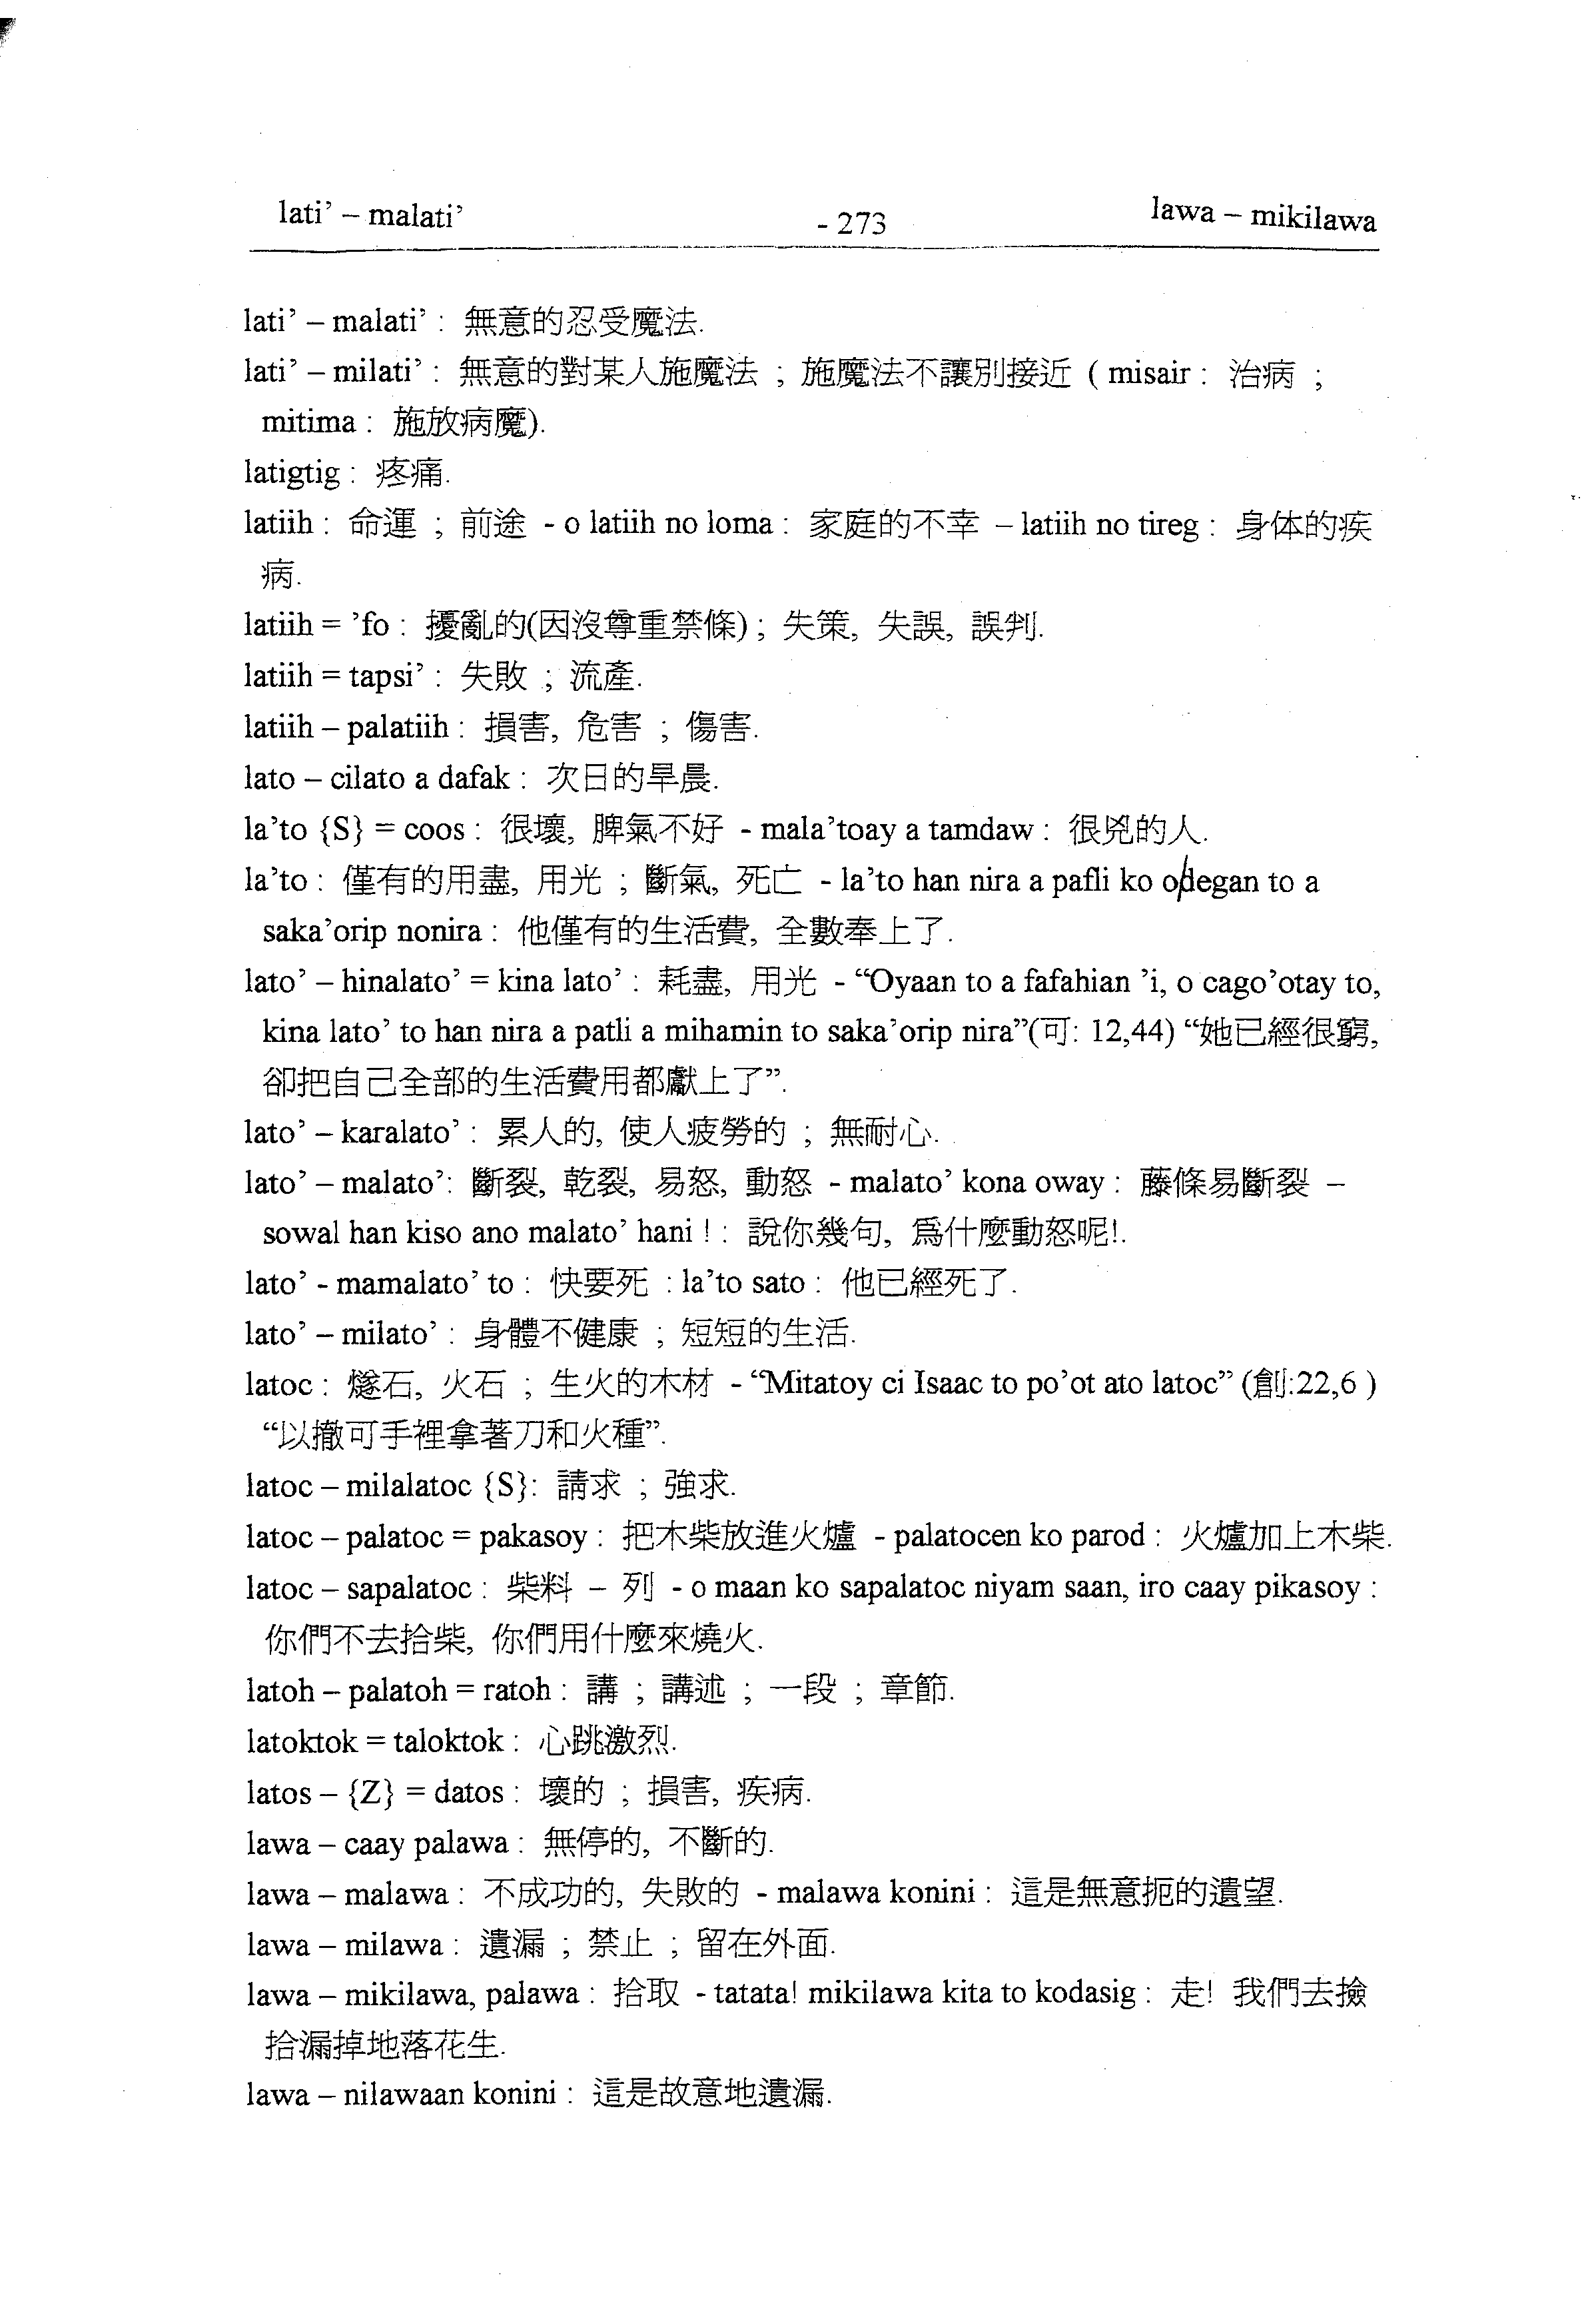 lati’ – malati’ - 273 lawa – mikilawa
lati’ – malati’ : 無意的忍受魔法.
lati’ – milati’ : 無意的對某人施魔法 ; 施魔法不讓別接近 ( misair : 治病 ;
mitima : 施放病魔).
latigtig : 疼痛.
latiih : 命運 ; 前途 - o latiih no loma : 家庭的不幸 – latiih no tireg : 身体的疾
病.
latiih = ’fo : 擾亂的(因沒尊重禁條) ; 失策, 失誤, 誤判.
latiih = tapsi’ : 失敗 ; 流產.
latiih – palatiih : 損害, 危害 ; 傷害.
lato – cilato a dafak : 次日的早晨.
la’to {S} = coos : 很壞, 脾氣不好 - mala’toay a tamdaw : 很兇的人.
la’to : 僅有的用盡, 用光 ; 斷氣, 死亡 - la’to han nira a pafli ko odegan to a
saka’orip nonira : 他僅有的生活費, 全數奉上了.
lato’ – hinalato’ = kina lato’ : 耗盡, 用光 - “Oyaan to a fafahian ’i, o cago’otay to,
kina lato’ to han nira a patli a mihamin to saka’orip nira”(可: 12,44) “她已經很窮,
卻把自己全部的生活費用都獻上了”.
lato’ – karalato’ : 累人的, 使人疲勞的 ; 無耐心.
lato’ – malato’: 斷裂, 乾裂, 易怒, 動怒 - malato’ kona oway : 藤條易斷裂 –
sowal han kiso ano malato’ hani ! : 說你幾句, 爲什麼動怒呢!.
lato’ - mamalato’ to : 快要死 : la’to sato : 他已經死了.
lato’ – milato’ : 身體不健康 ; 短短的生活.
latoc : 燧石, 火石 ; 生火的木材 - “Mitatoy ci Isaac to po’ot ato latoc” (創:22,6 )
“以撤可手裡拿著刀和火種”.
latoc – milalatoc {S}: 請求 ; 強求.
latoc – palatoc = pakasoy : 把木柴放進火爐 - palatocen ko parod : 火爐加上木柴.
latoc – sapalatoc : 柴料 – 列 - o maan ko sapalatoc niyam saan, iro caay pikasoy :
你們不去拾柴, 你們用什麼來燒火.
latoh – palatoh = ratoh : 講 ; 講述 ; 一段 ; 章節.
latoktok = taloktok : 心跳激烈.
latos – {Z} = datos : 壞的 ; 損害, 疾病.
lawa – caay palawa : 無停的, 不斷的.
lawa – malawa : 不成功的, 失敗的 - malawa konini : 這是無意扼的遺望.
lawa – milawa : 遺漏 ; 禁止 ; 留在外面.
lawa – mikilawa, palawa : 拾取 - tatata! mikilawa kita to kodasig : 走! 我們去撿
拾漏掉地落花生.
lawa – nilawaan konini : 這是故意地遺漏.